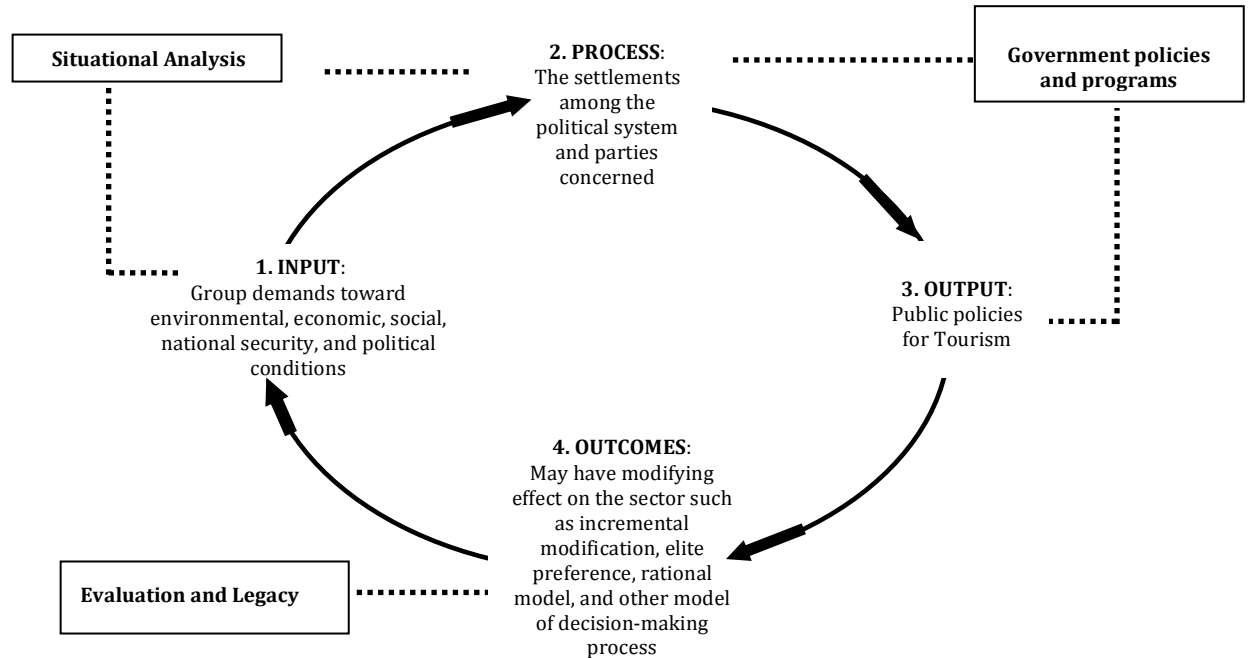 Situational Analysis
2. PROCESS:
The settlements
among the
political system
and parties
concerned
Government policies
and programs
1. INPUT:
Group demands toward
environmental, economic, social,
national security, and political
conditions
3. OUTPUT:
Public policies
for Tourism
4. OUTCOMES:
May have modifying
effect on the sector such
as incremental
modification, elite
preference, rational
model, and other model
of decision-making
process
Evaluation and Legacy